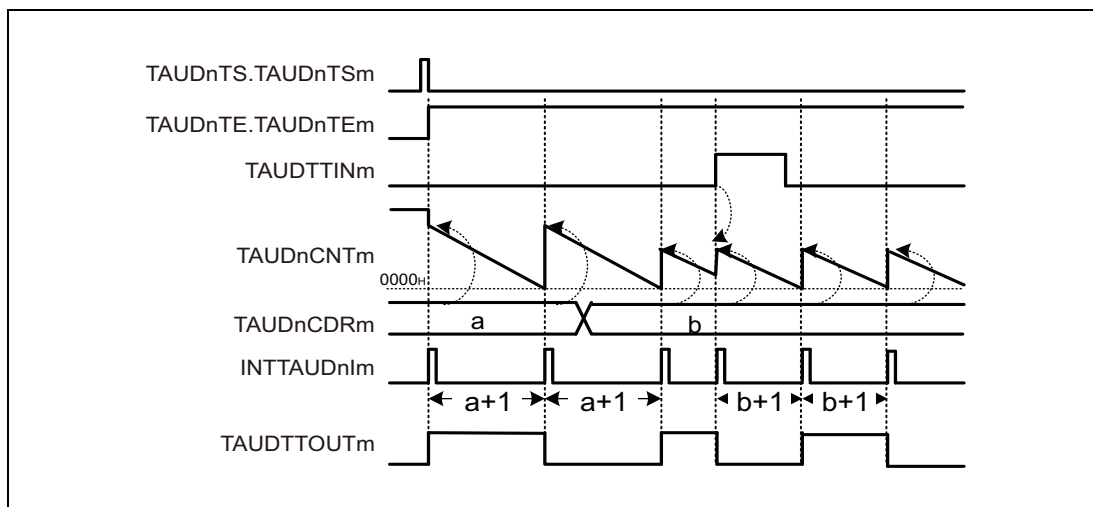 TAUDnTS.TAUDnTSm
TAUDnTE.TAUDnTEm
TAUDTTINm
TAUDnCNTm
0000H
TAUDnCDRm
a
b
INTTAUDnIm
a+1
a+1
b+1
b+1
TAUDTTOUTm